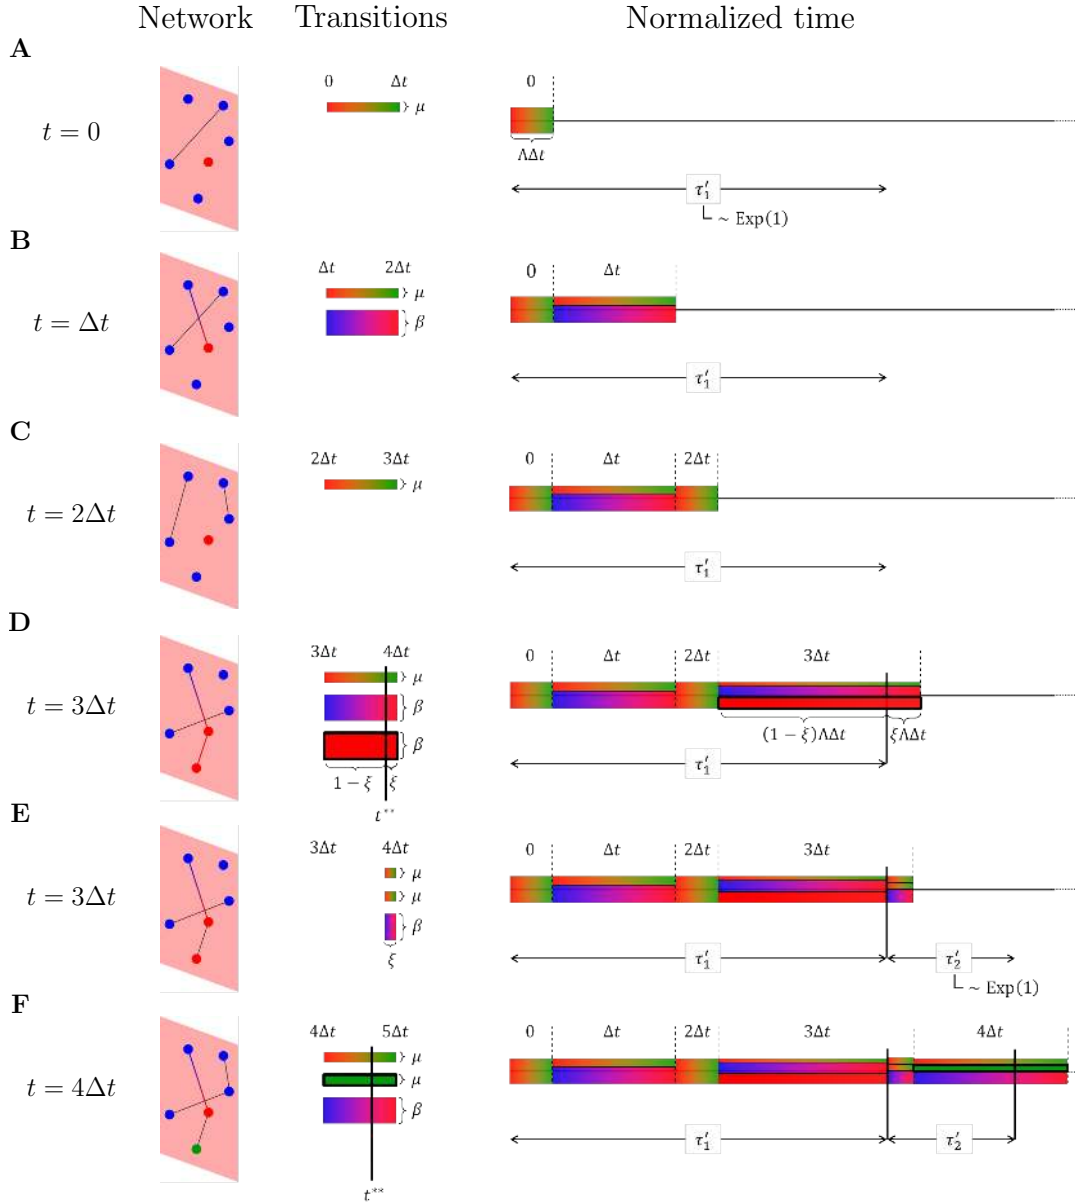 Network Transitions Normalized time
A
0 Δt 0
t = 0 } μ
ΛΔt
τ′₁
~ Exp(1)
B
Δt 2Δt 0 Δt
} μ
t = Δt } β
τ′₁
C
2Δt 3Δt 0 Δt 2Δt
} μ
t = 2Δt
τ′₁
D
3Δt 4Δt 0 Δt 2Δt 3Δt
} μ
t = 3Δt } β
} β
1 − ξ ξ (1 − ξ)ΛΔt ξΛΔt
τ′₁
t**
E
3Δt 4Δt 0 Δt 2Δt 3Δt
} μ
t = 3Δt } μ
} β
ξ τ′₁ τ′₂
~ Exp(1)
F
4Δt 5Δt 0 Δt 2Δt 3Δt 4Δt
} μ
t = 4Δt } μ
} β
τ′₁ τ′₂
t**